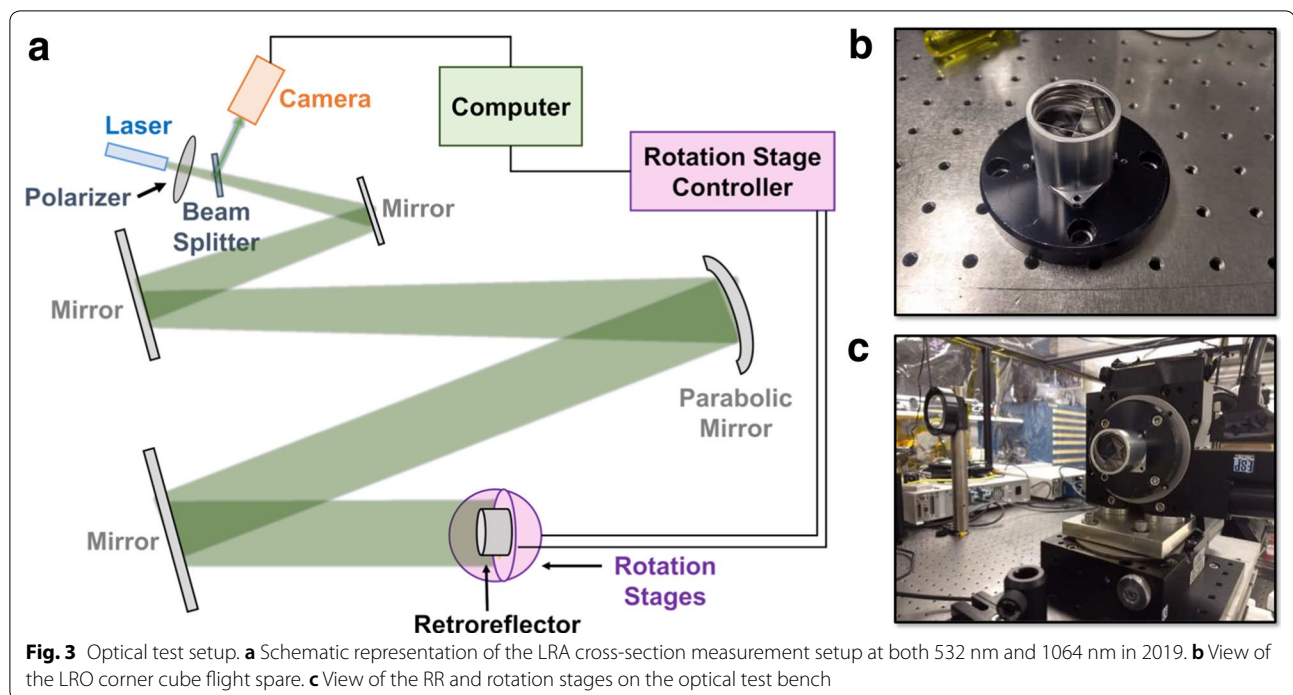 a
Camera
Computer
Laser
Rotation Stage
Controller
Polarizer
Beam
Splitter
Mirror
Mirror
Parabolic
Mirror
Mirror
Rotation
Stages
Retroreflector
b
c
ESP
Fig. 3 Optical test setup. a Schematic representation of the LRA cross-section measurement setup at both 532 nm and 1064 nm in 2019. b View of
the LRO corner cube flight spare. c View of the RR and rotation stages on the optical test bench